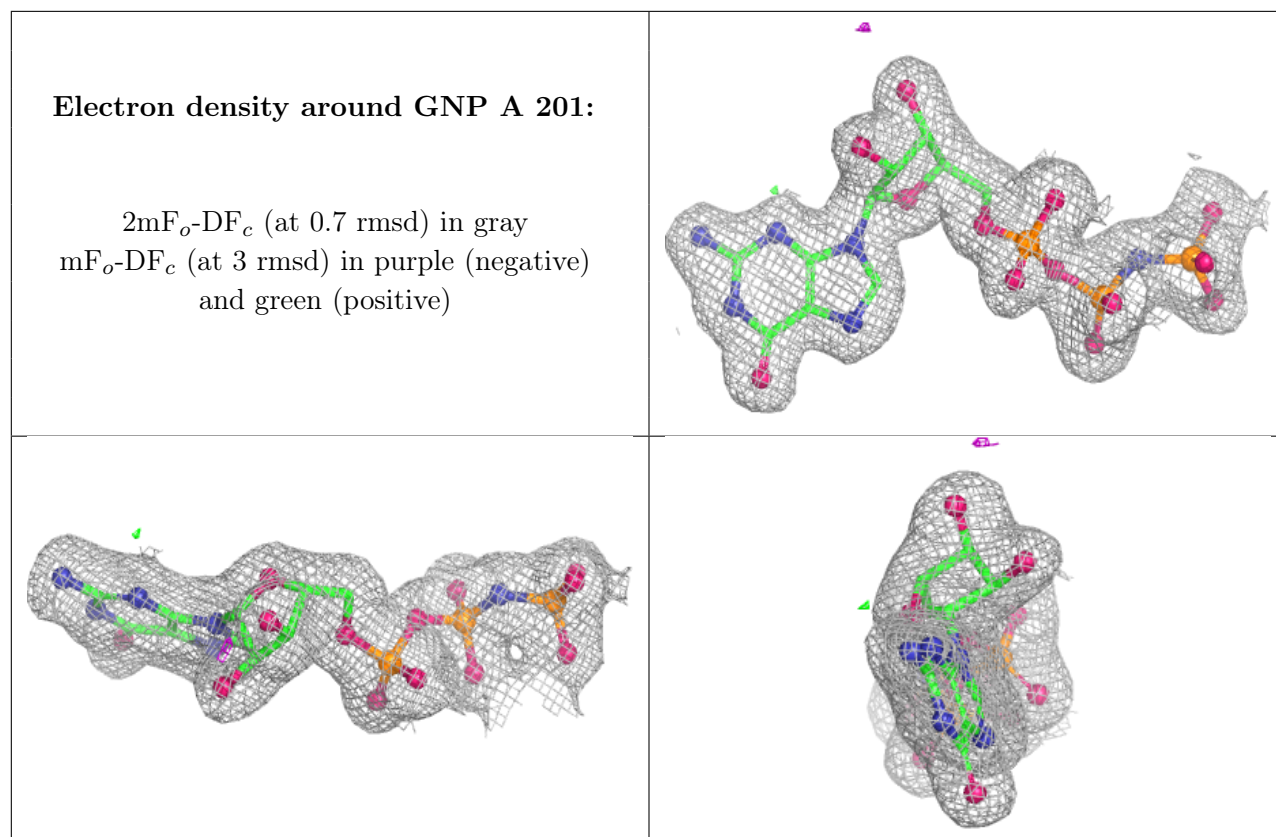 Electron density around GNP A 201:
2mFo-DFc (at 0.7 rmsd) in gray
mFo-DFc (at 3 rmsd) in purple (negative)
and green (positive)